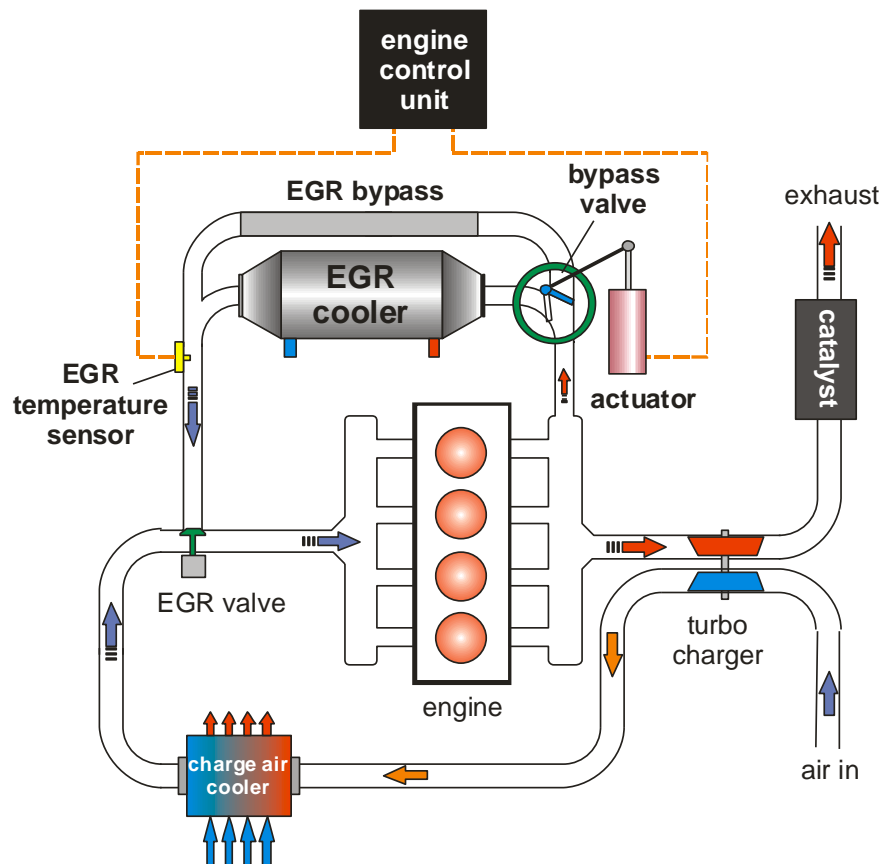 engine
control
unit
EGR bypass
bypass
valve
exhaust
EGR
cooler
catalyst
EGR
temperature
sensor
actuator
EGR valve
turbo
charger
engine
charge air
cooler
air in